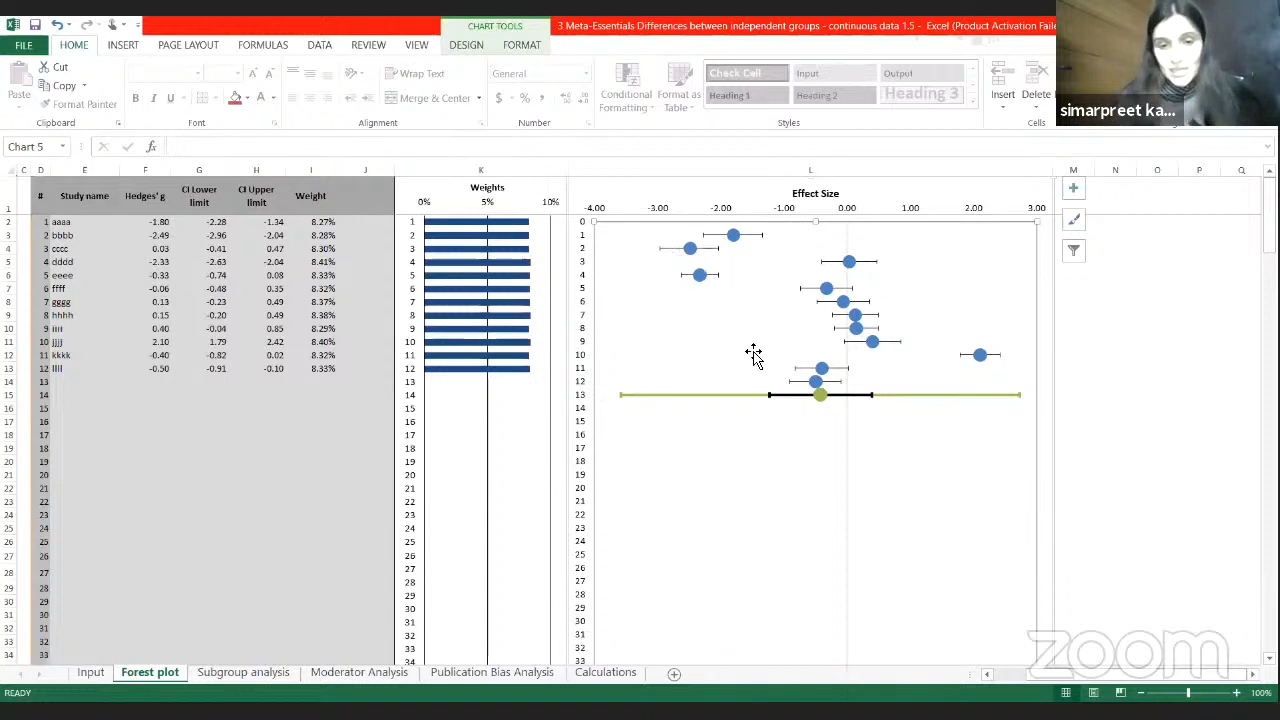 3 Meta-Essentials Differences between independent groups - continuous data 1.5 - Excel (Product Activation Faile
CHART TOOLS
FILE HOME INSERT PAGE LAYOUT FORMULAS DATA REVIEW VIEW DESIGN FORMAT
Paste
Cut
Copy
Format Painter
Clipboard
Font
Wrap Text
Merge & Center
Alignment
General
Number
Conditional Formatting
Format as Table
Check Cell Input Output
Heading 1 Heading 2 Heading 3
Styles
Insert Delete
Cells
simarpreet ka...
Chart 5
C D E F G H I J K L M N O P Q
# Study name Hedges' g CI Lower limit CI Upper limit Weight
1 aaaa -1.80 -2.28 -1.34 8.27%
2 bbbb -2.49 -2.96 -2.04 8.25%
3 cccc 0.03 -0.41 0.47 8.30%
4 dddd -2.33 -2.63 -2.04 8.41%
5 eeee -0.33 -0.74 0.08 8.33%
6 ffff -0.06 -0.48 0.35 8.32%
7 gggg 0.13 -0.23 0.49 8.37%
8 hhhh 0.15 -0.20 0.49 8.38%
9 iiii 0.40 -0.04 0.85 8.29%
10 jjjj 2.10 1.79 2.42 8.40%
11 kkkk -0.40 -0.82 0.02 8.32%
12 llll -0.50 -0.91 -0.10 8.33%
Weights
0% 5% 10%
Effect Size
-4.00 -3.00 -2.00 -1.00 0.00 1.00 2.00 3.00
zoom
Input Forest plot Subgroup analysis Moderator Analysis Publication Bias Analysis Calculations
READY
100%